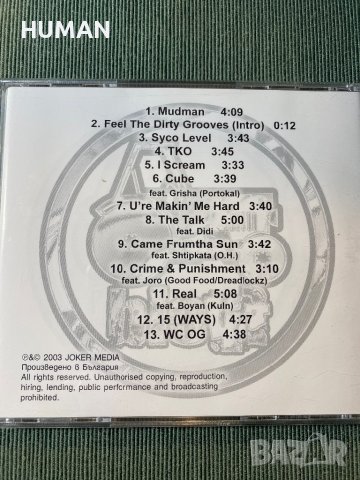 HUMAN
1. Mudman 4:09
2. Feel The Dirty Grooves (Intro) 0:12
3. Syco Level 3:43
4. TKO 3:45
5. I Scream 3:33
6. Cube 3:39
feat. Grisha (Portokal)
7. U're Makin' Me Hard 3:40
8. The Talk 5:00
feat. Didi
9. Came Frumtha Sun 3:42
feat. Shtipkata (O.H.)
10. Crime & Punishment 3:10
feat. Joro (Good Food/Dreadlockz)
11. Real 5:08
feat. Boyan (Kuln)
12. 15 (WAYS) 4:27
13. WC OG 4:38
℗&© 2003 JOKER MEDIA
Произведено в България
All rights reserved. Unauthorised copying, reproduction,
hiring, lending, public performance and broadcasting
prohibited.
BAZAR